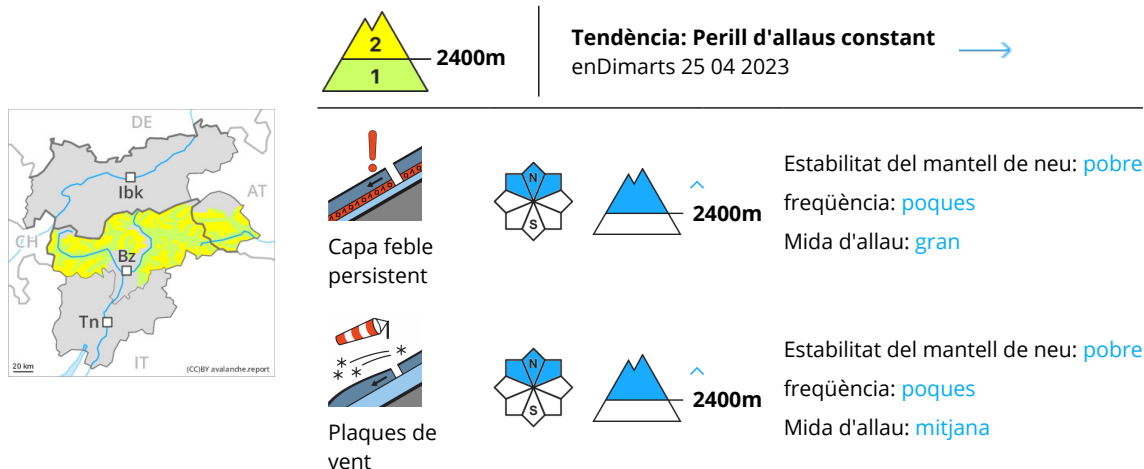 2
1
2400m
Tendència: Perill d'allaus constant
enDimarts 25 04 2023
DE
Ibk
AT
CH
Bz
Tn
IT
20 km
(CC)BY avalanche.report
Capa feble
persistent
N
S
2400m
Estabilitat del mantell de neu: pobre
freqüència: poques
Mida d'allau: gran
Plaques de
vent
N
S
2400m
Estabilitat del mantell de neu: pobre
freqüència: poques
Mida d'allau: mitjana